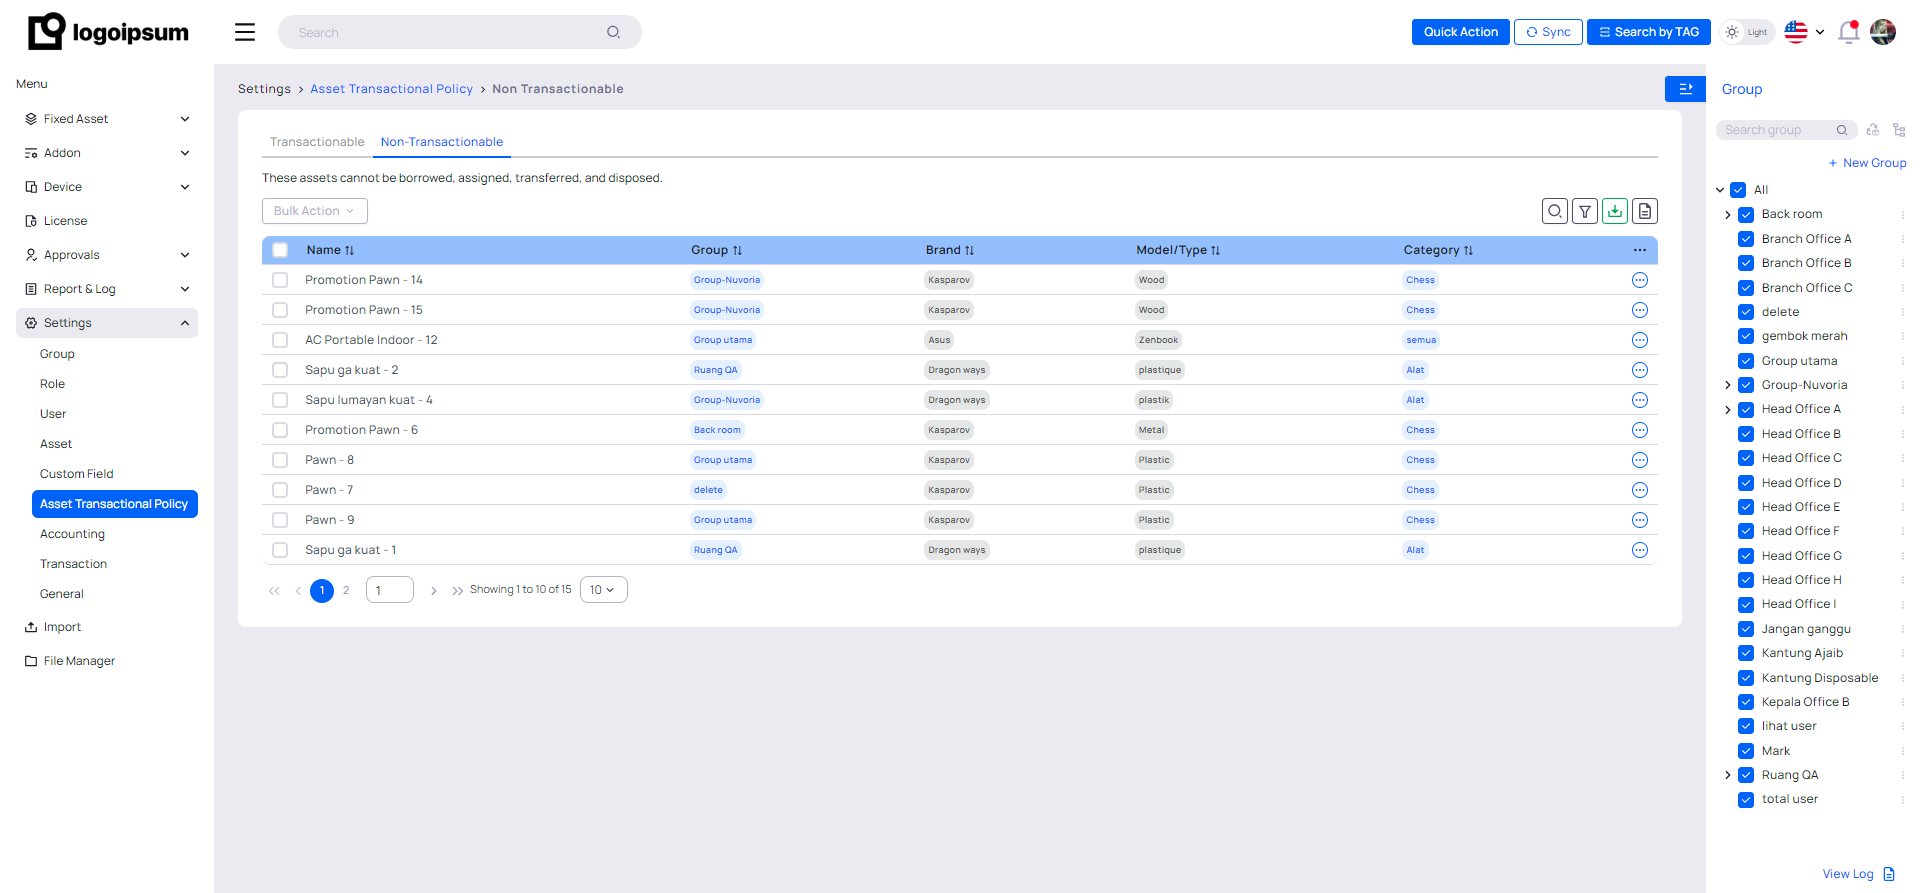 logoipsum
Search
Quick Action
Sync
Search by TAG
Light
Menu
Fixed Asset
Addon
Device
License
Approvals
Report & Log
Settings
Group
Role
User
Asset
Custom Field
Asset Transactional Policy
Accounting
Transaction
General
Import
File Manager
Settings > Asset Transactional Policy > Non Transactionable
Transactionable Non-Transactionable
These assets cannot be borrowed, assigned, transferred, and disposed.
Bulk Action
Name Group Brand Model/Type Category
Promotion Pawn - 14 Group-Nuvoria Kasparov Wood Chess
Promotion Pawn - 15 Group-Nuvoria Kasparov Wood Chess
AC Portable Indoor - 12 Group utama Asus Zenbook semua
Sapu ga kuat - 2 Ruang QA Dragon ways plastique Alat
Sapu lumayan kuat - 4 Group-Nuvoria Dragon ways plastik Alat
Promotion Pawn - 6 Back room Kasparov Metal Chess
Pawn - 8 Group utama Kasparov Plastic Chess
Pawn - 7 delete Kasparov Plastic Chess
Pawn - 9 Group utama Kasparov Plastic Chess
Sapu ga kuat - 1 Ruang QA Dragon ways plastique Alat
1 2 1 Showing 1 to 10 of 15 10
Group
Search group
+ New Group
All
Back room
Branch Office A
Branch Office B
Branch Office C
delete
gembok merah
Group utama
Group-Nuvoria
Head Office A
Head Office B
Head Office C
Head Office D
Head Office E
Head Office F
Head Office G
Head Office H
Head Office I
Jangan ganggu
Kantung Ajaib
Kantung Disposable
Kepala Office B
lihat user
Mark
Ruang QA
total user
View Log